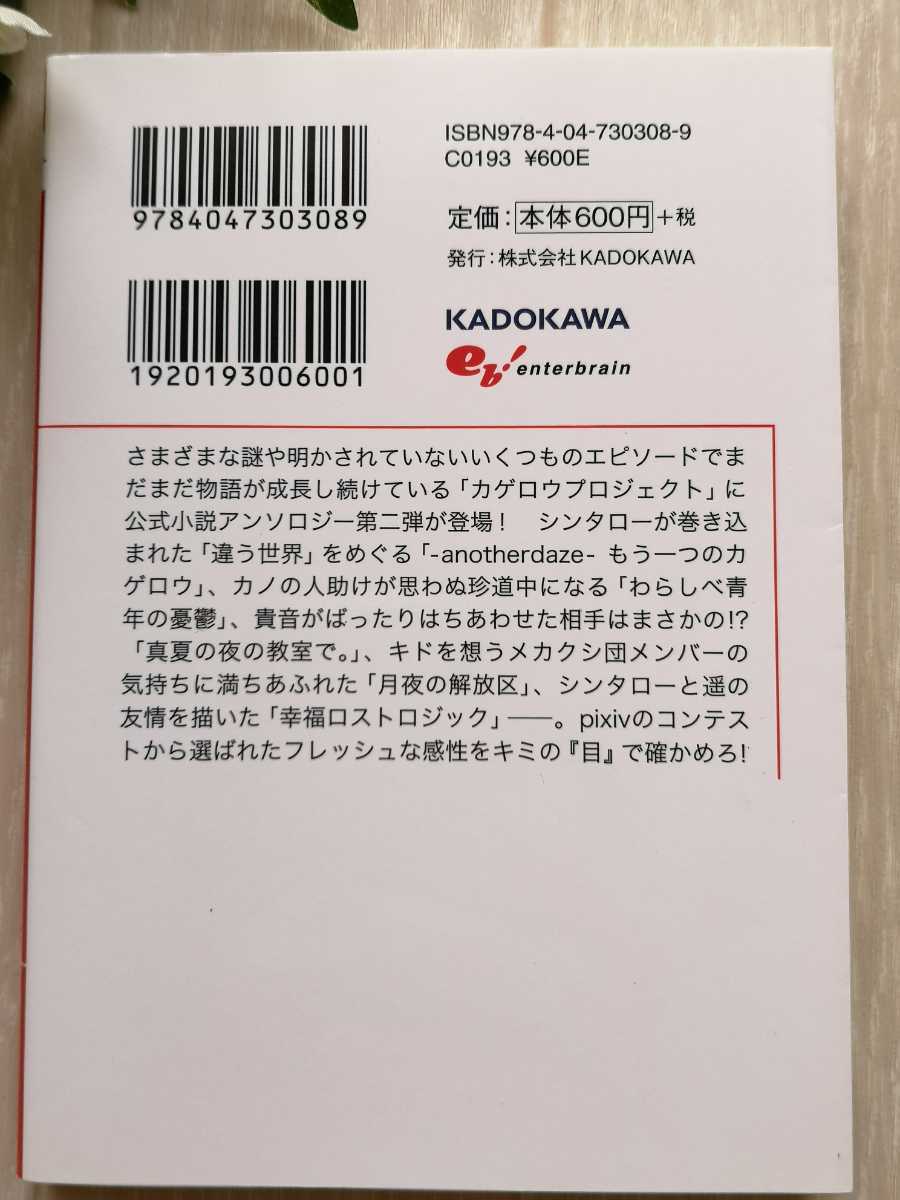 ISBN978-4-04-730308-9
C0193 ¥600E
9784047303089
定価：本体600円+税
発行：株式会社KADOKAWA
1920193006001
KADOKAWA
eb! enterbrain
さまざまな謎や明かされていないいくつものエピソードでま
だまだ物語が成長し続けている「カゲロウプロジェクト」に
公式小説アンソロジー第二弾が登場！　シンタローが巻き込
まれた「違う世界」をめぐる「-anotherdaze- もう一つのカ
ゲロウ」、カノの人助けが思わぬ珍道中になる「わらしべ青
年の憂鬱」、貴音がばったりはちあわせた相手はまさかの!?
「真夏の夜の教室で。」、キドを想うメカクシ団メンバーの
気持ちに満ちあふれた「月夜の解放区」、シンタローと遥の
友情を描いた「幸福ロストロジック」――。pixivのコンテス
トから選ばれたフレッシュな感性をキミの『目』で確かめろ!